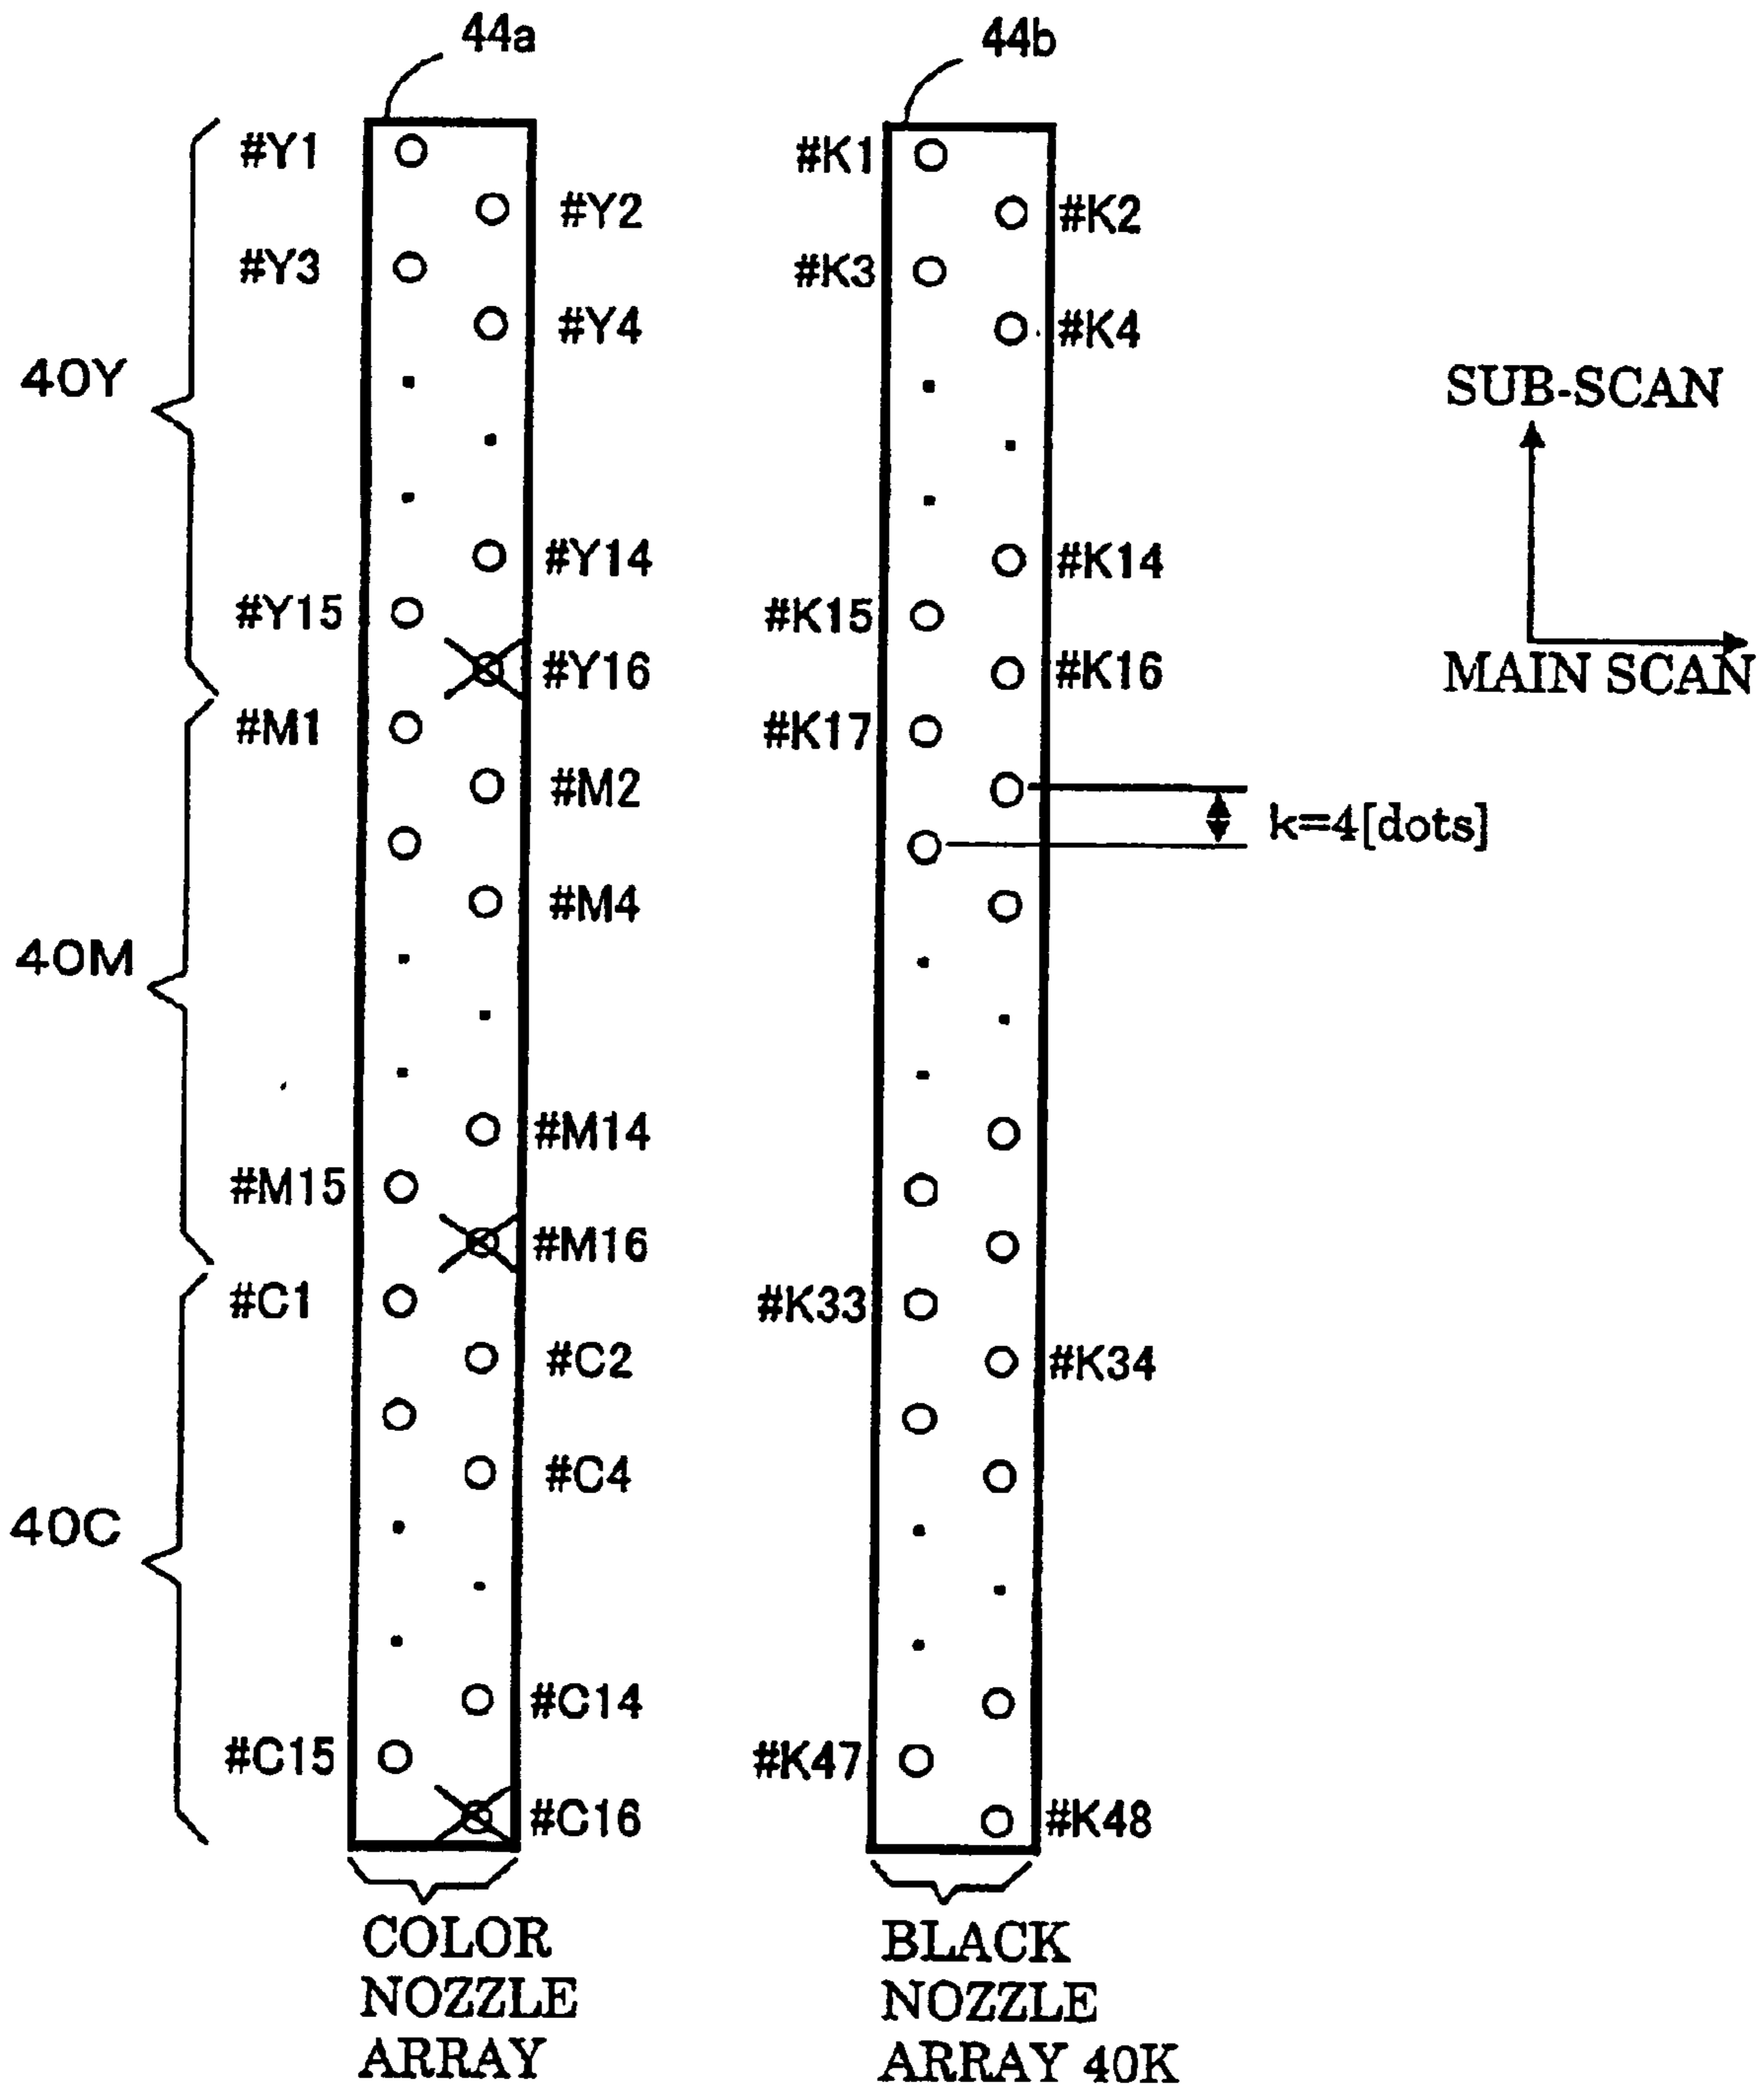 44a 44b
#Y1 #K1
#Y2 #K2
#Y3 #K3
#Y4 #K4
40Y
SUB-SCAN
#Y14 #K14
#Y15 #K15
#Y16 #K16
MAIN SCAN
#M1 #K17
#M2
k=4[dots]
#M4
40M
#M14
#M15
#M16
#C1 #K33
#C2 #K34
#C4
40C
#C14
#C15 #K47
#C16 #K48
COLOR
NOZZLE
ARRAY
BLACK
NOZZLE
ARRAY 40K